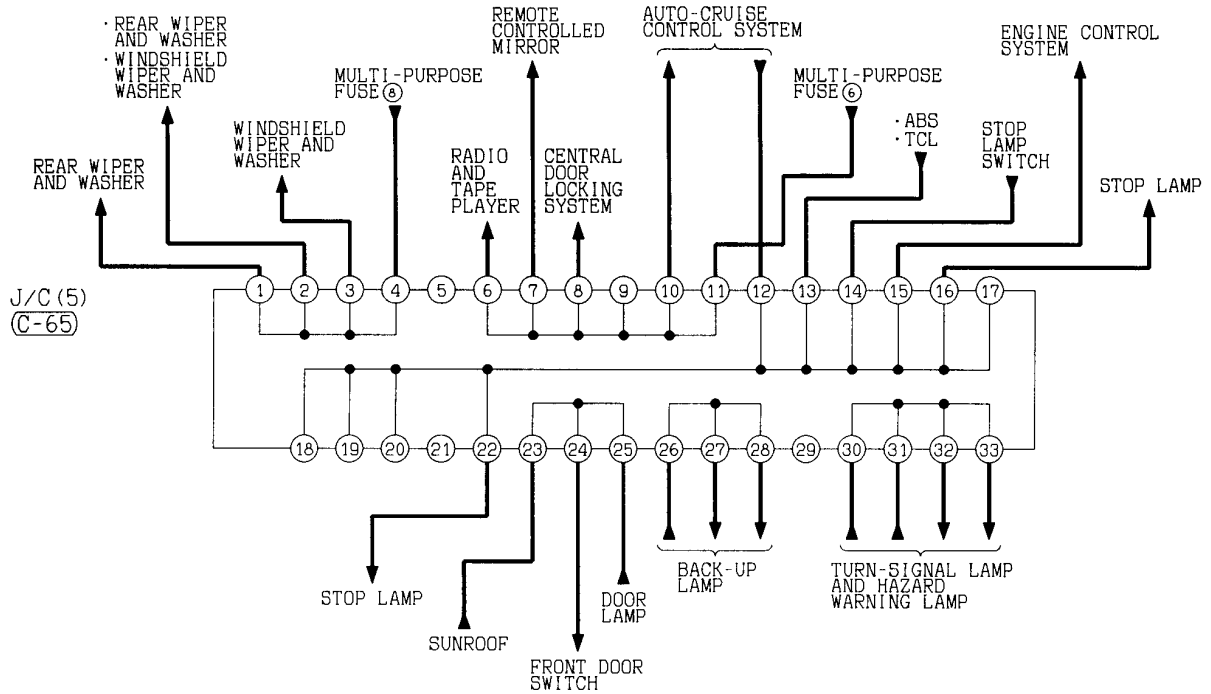 · REAR WIPER
AND WASHER
· WINDSHIELD
WIPER AND
WASHER
REMOTE
CONTROLLED
MIRROR
AUTO-CRUISE
CONTROL SYSTEM
ENGINE CONTROL
SYSTEM
MULTI-PURPOSE
FUSE ⑧
MULTI-PURPOSE
FUSE ⑥
· ABS
· TCL
STOP
LAMP
SWITCH
WINDSHIELD
WIPER AND
WASHER
RADIO
AND
TAPE
PLAYER
CENTRAL
DOOR
LOCKING
SYSTEM
REAR WIPER
AND WASHER
STOP LAMP
J/C (5)
C-65
1 2 3 4 5 6 7 8 9 10 11 12 13 14 15 16 17
18 19 20 21 22 23 24 25 26 27 28 29 30 31 32 33
STOP LAMP
SUNROOF
FRONT DOOR
SWITCH
DOOR
LAMP
BACK-UP
LAMP
TURN-SIGNAL LAMP
AND HAZARD
WARNING LAMP